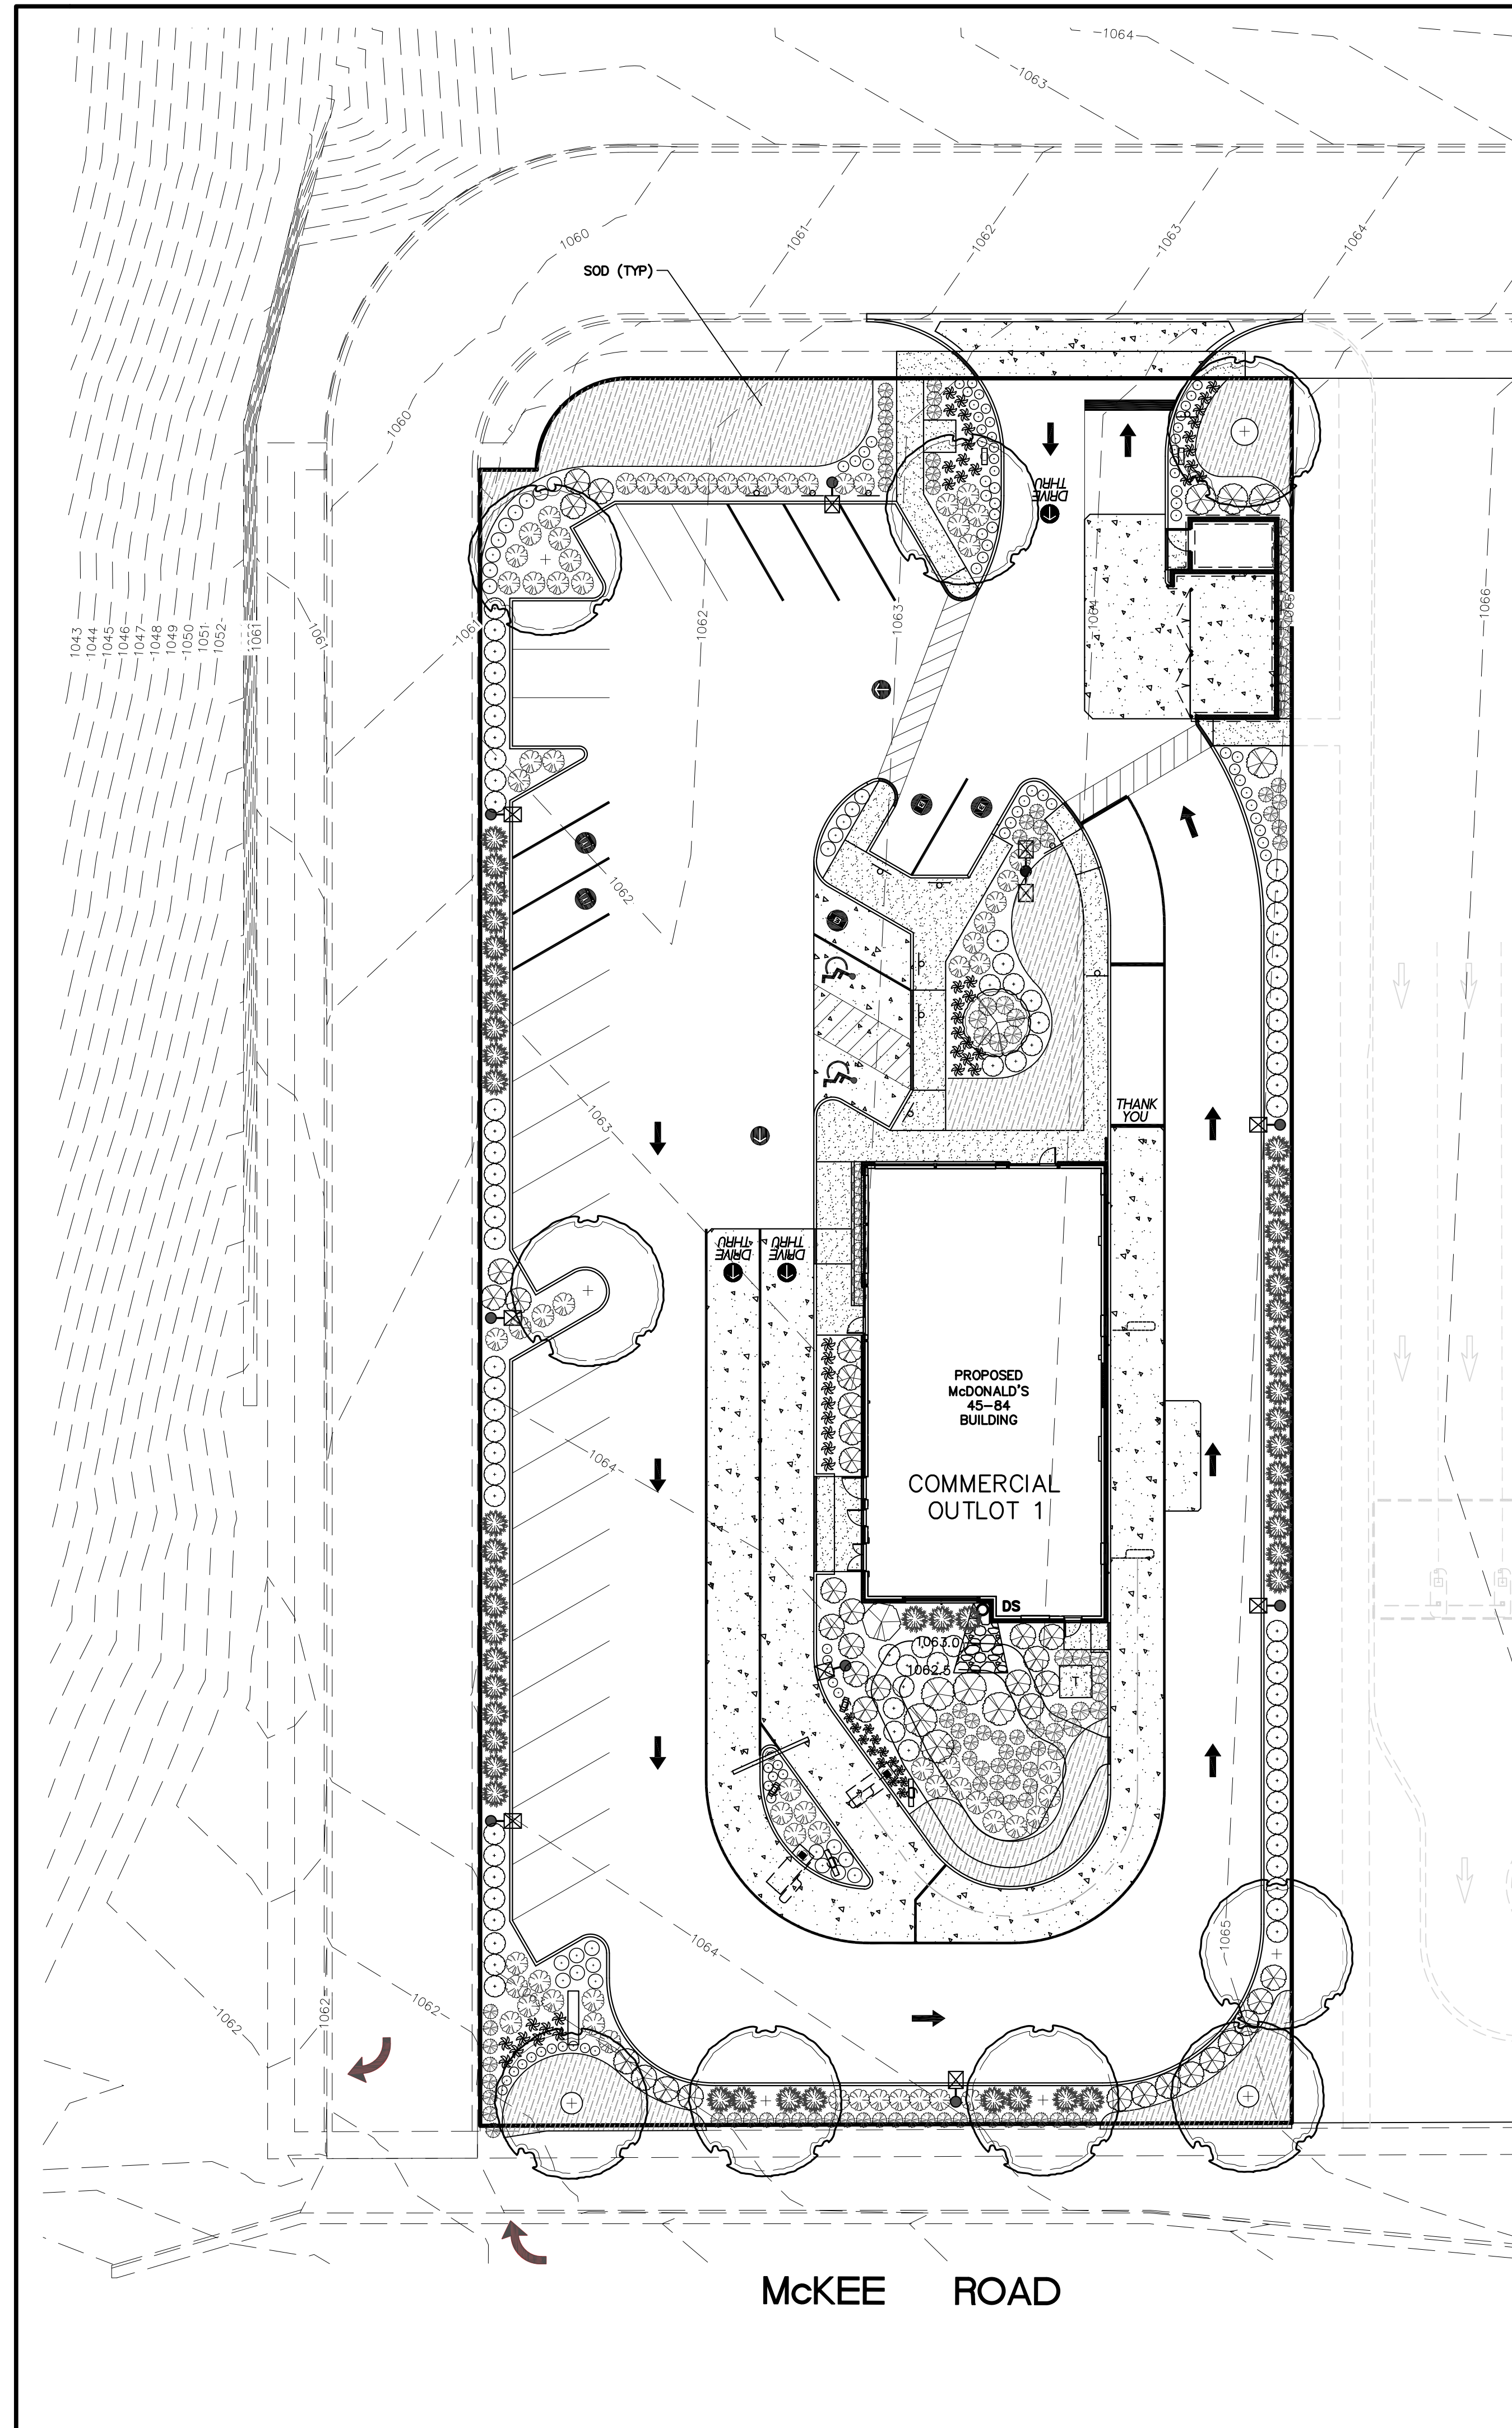 1064
1063
1060
1061
1062
1063
1064
SOD (TYP)
1060
DRIVE
THRU
1061
1062
1063
1064
1065
1066
1043
1044
1045
1046
1047
1048
1049
1050
1051
1052
1061
1061
1062
1063
THANK
YOU
DRIVE
THRU
DRIVE
THRU
PROPOSED
McDONALD'S
45-84
BUILDING
1064
COMMERCIAL
OUTLOT 1
DS
1063.0
1062.5
T
1064
1065
1062
1062
1062
McKEE ROAD